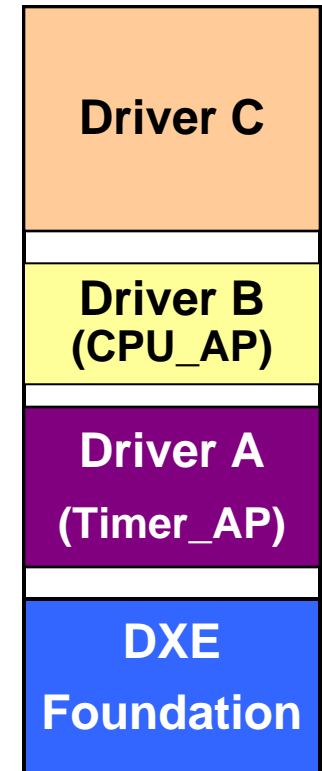 Driver C
Driver B
(CPU_AP)
Driver A
(Timer_AP)
DXE
Foundation